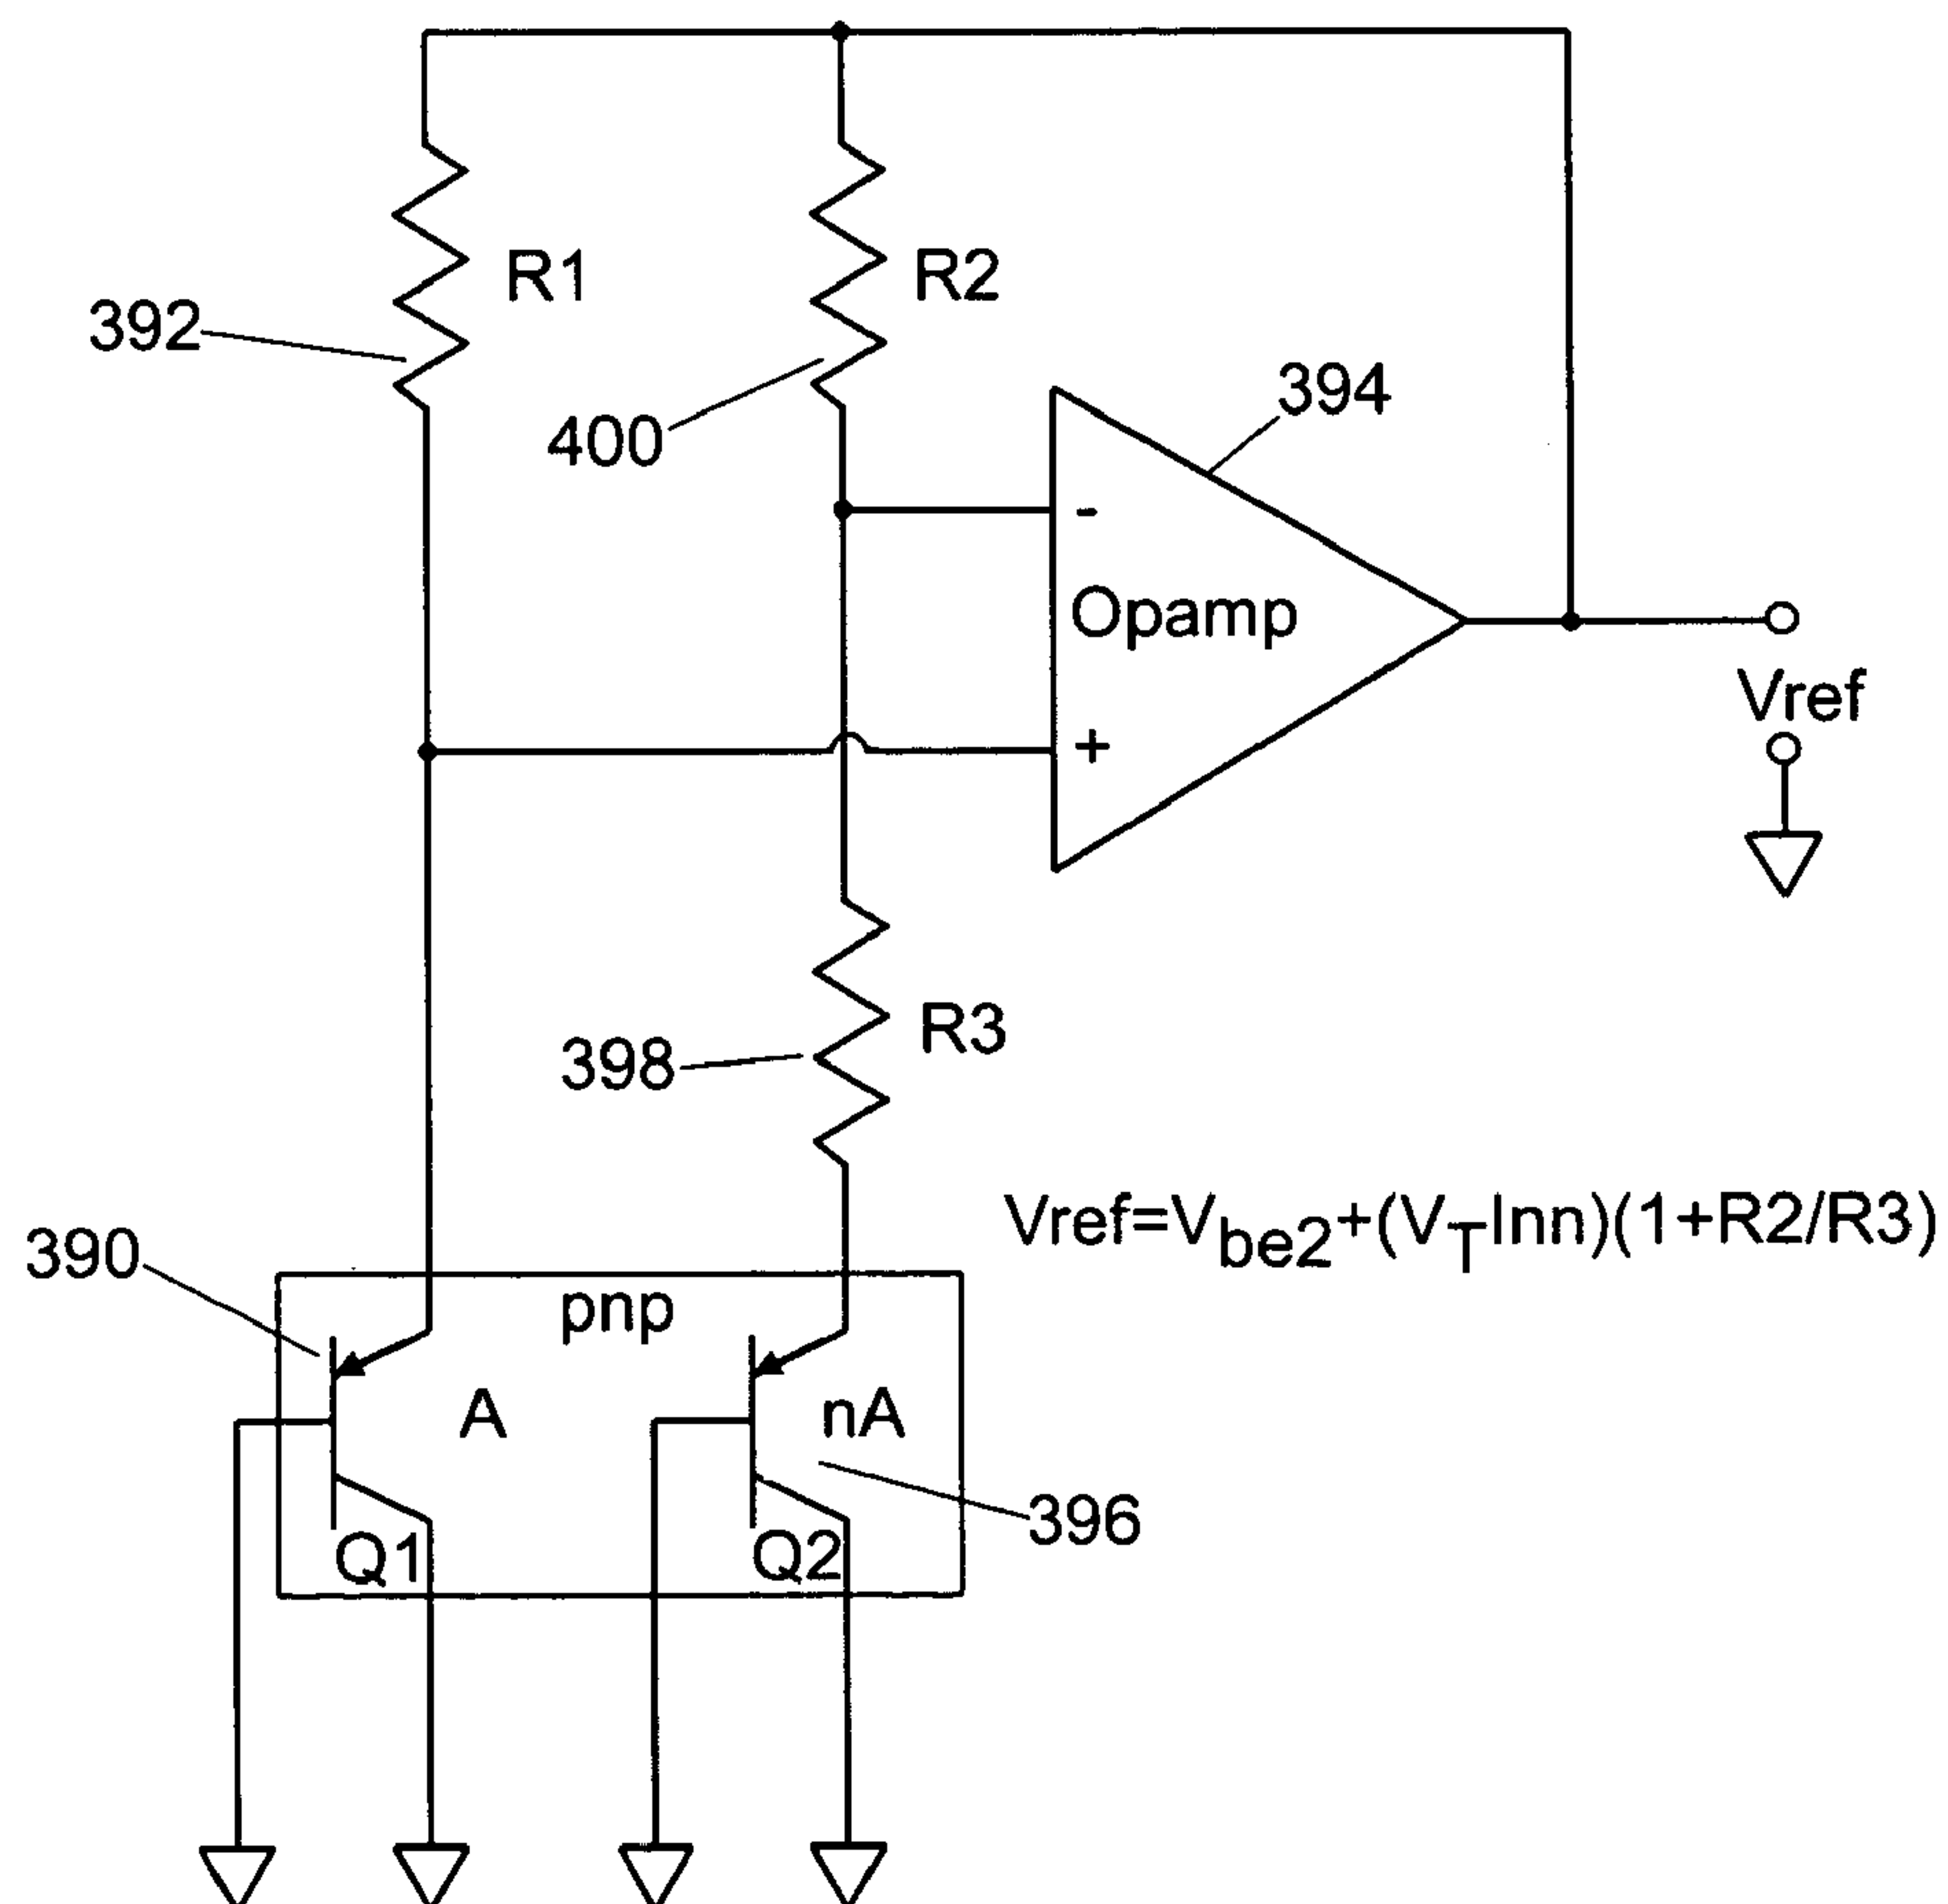 R1
R2
392
394
400
-
Opamp
+
Vref
R3
398
Vref=Vbe2+(VTlnn)(1+R2/R3)
390
pnp
A
nA
396
Q1
Q2